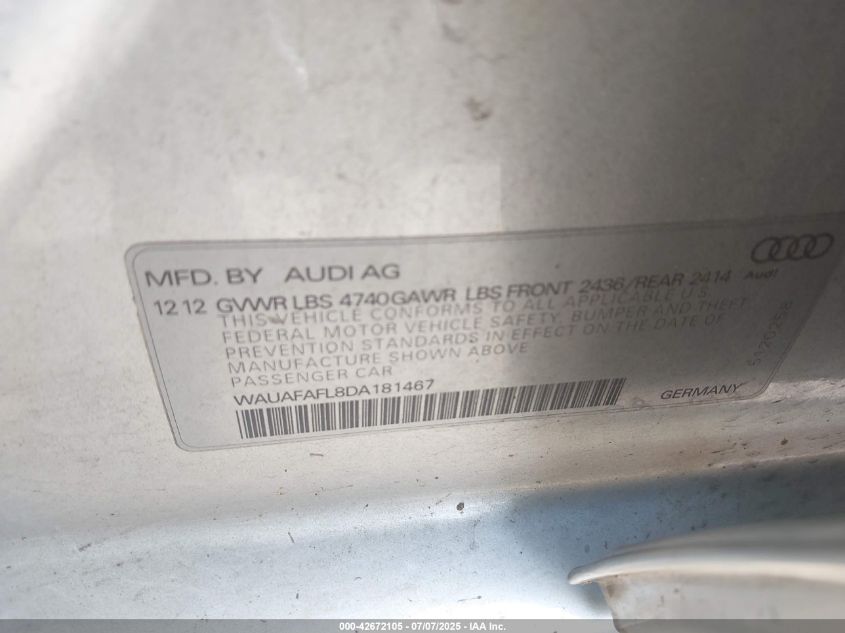 MFD. BY AUDI AG
Audi
12 12 GVWR LBS 4740 GAWR LBS FRONT 2436/REAR 2414
THIS VEHICLE CONFORMS TO ALL APPLICABLE U.S.
FEDERAL MOTOR VEHICLE SAFETY, BUMPER AND THEFT
PREVENTION STANDARDS IN EFFECT ON THE DATE OF
MANUFACTURE SHOWN ABOVE
PASSENGER CAR
WAUAFAFL8DA181467
GERMANY
000-42672105 - 07/07/2025 - IAA Inc.